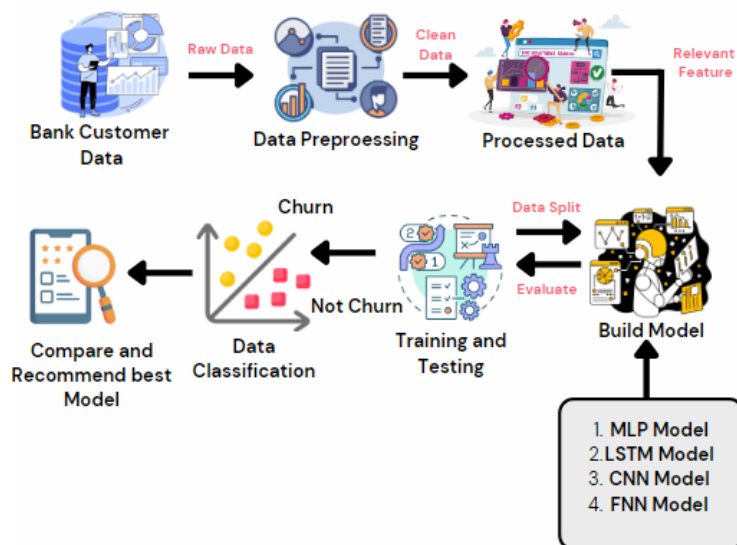 Raw Data
Clean
Data
Relevant
Feature
Bank Customer
Data
Data Preproessing
Processed Data
Churn
Not Churn
Data Split
Evaluate
Build Model
Training and
Testing
Data
Classification
Compare and
Recommend best
Model
1. MLP Model
2. LSTM Model
3. CNN Model
4. FNN Model